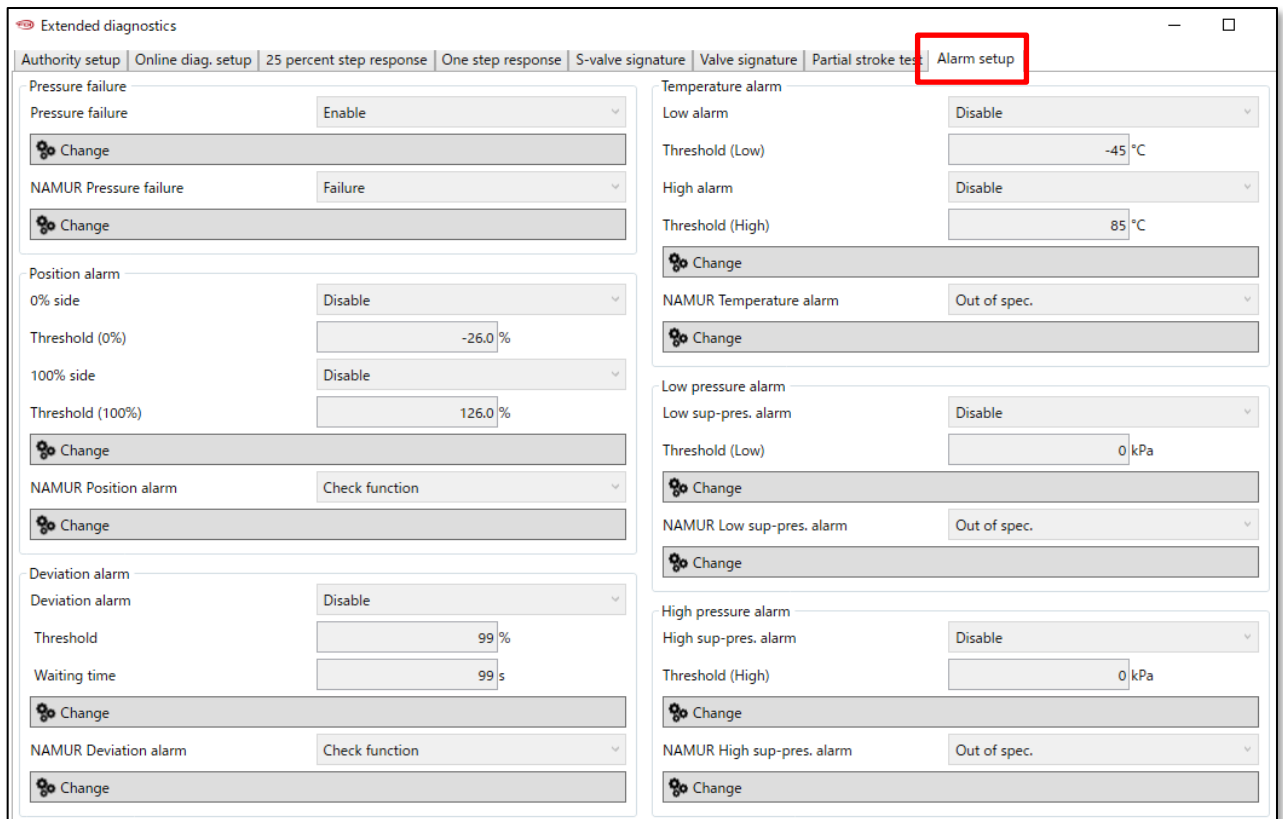 Extended diagnostics
Authority setup Online diag. setup 25 percent step response One step response S-valve signature Valve signature Partial stroke test Alarm setup
Pressure failure
Pressure failure Enable
Change
NAMUR Pressure failure Failure
Change
Position alarm
0% side Disable
Threshold (0%) -26.0 %
100% side Disable
Threshold (100%) 126.0 %
Change
NAMUR Position alarm Check function
Change
Deviation alarm
Deviation alarm Disable
Threshold 99 %
Waiting time 99 s
Change
NAMUR Deviation alarm Check function
Change
Temperature alarm
Low alarm Disable
Threshold (Low) -45 °C
High alarm Disable
Threshold (High) 85 °C
Change
NAMUR Temperature alarm Out of spec.
Change
Low pressure alarm
Low sup-pres. alarm Disable
Threshold (Low) 0 kPa
Change
NAMUR Low sup-pres. alarm Out of spec.
Change
High pressure alarm
High sup-pres. alarm Disable
Threshold (High) 0 kPa
Change
NAMUR High sup-pres. alarm Out of spec.
Change